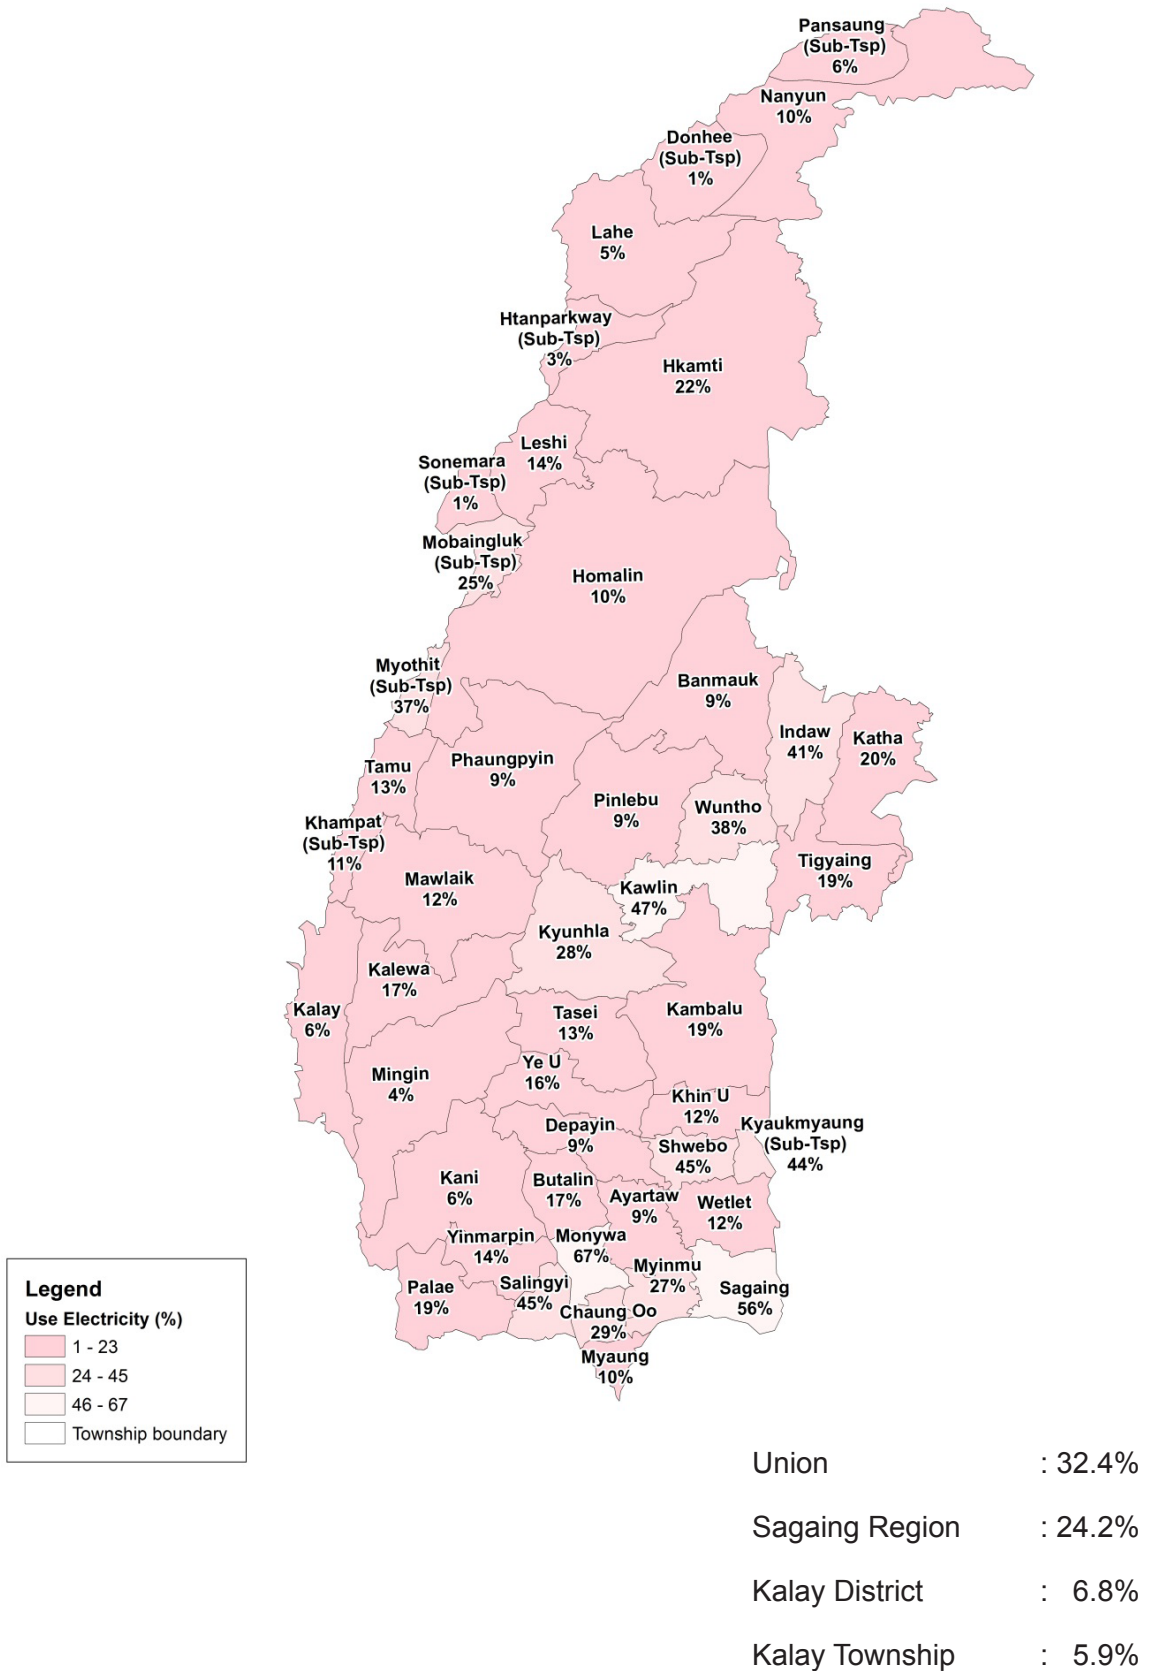 Pansaung
(Sub-Tsp)
6%
Nanyun
10%
Donhee
(Sub-Tsp)
1%
Lahe
5%
Htanparkway
(Sub-Tsp)
3%
Hkamti
22%
Leshi
14%
Sonemara
(Sub-Tsp)
1%
Mobaingluk
(Sub-Tsp)
25%
Homalin
10%
Myothit
(Sub-Tsp)
37%
Banmauk
9%
Indaw
41%
Katha
20%
Tamu
13%
Phaungpyin
9%
Pinlebu
9%
Wuntho
38%
Khampat
(Sub-Tsp)
11%
Mawlaik
12%
Kawlin
47%
Tigyaing
19%
Kyunhla
28%
Kalewa
17%
Kalay
6%
Tasei
13%
Kambalu
19%
Mingin
4%
Ye U
16%
Khin U
12%
Depayin
9%
Shwebo
45%
Kyaukmyaung
(Sub-Tsp)
44%
Kani
6%
Butalin
17%
Ayartaw
9%
Wetlet
12%
Yinmarpin
14%
Monywa
67%
Myinmu
27%
Sagaing
56%
Palae
19%
Salingyi
45%
Chaung Oo
29%
Myaung
10%
Legend
Use Electricity (%)
1 - 23
24 - 45
46 - 67
Township boundary
Union : 32.4%
Sagaing Region : 24.2%
Kalay District : 6.8%
Kalay Township : 5.9%